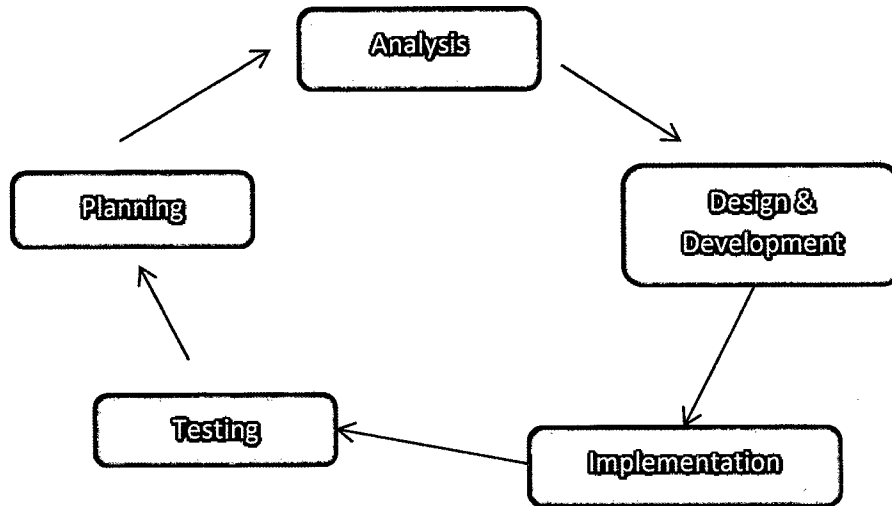 Analysis
Planning
Design &
Development
Testing
Implementation